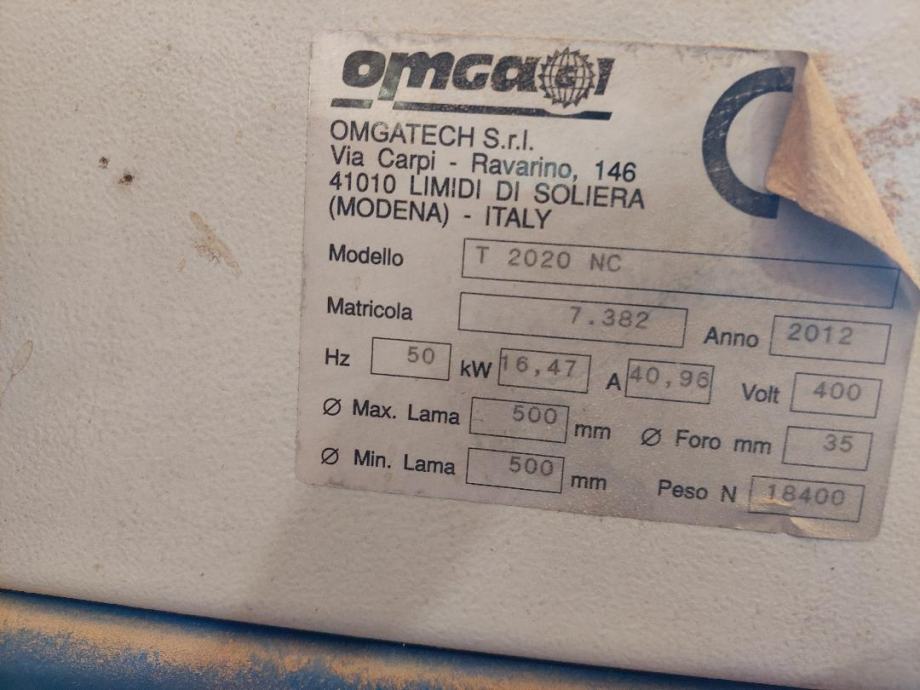 omga
OMGATECH S.r.l.
Via Carpi - Ravarino, 146
41010 LIMIDI DI SOLIERA
(MODENA) - ITALY
Modello T 2020 NC
Matricola 7.382 Anno 2012
Hz 50 kW 16,47 A 40,96 Volt 400
Ø Max. Lama 500 mm Ø Foro mm 35
Ø Min. Lama 500 mm Peso N 18400